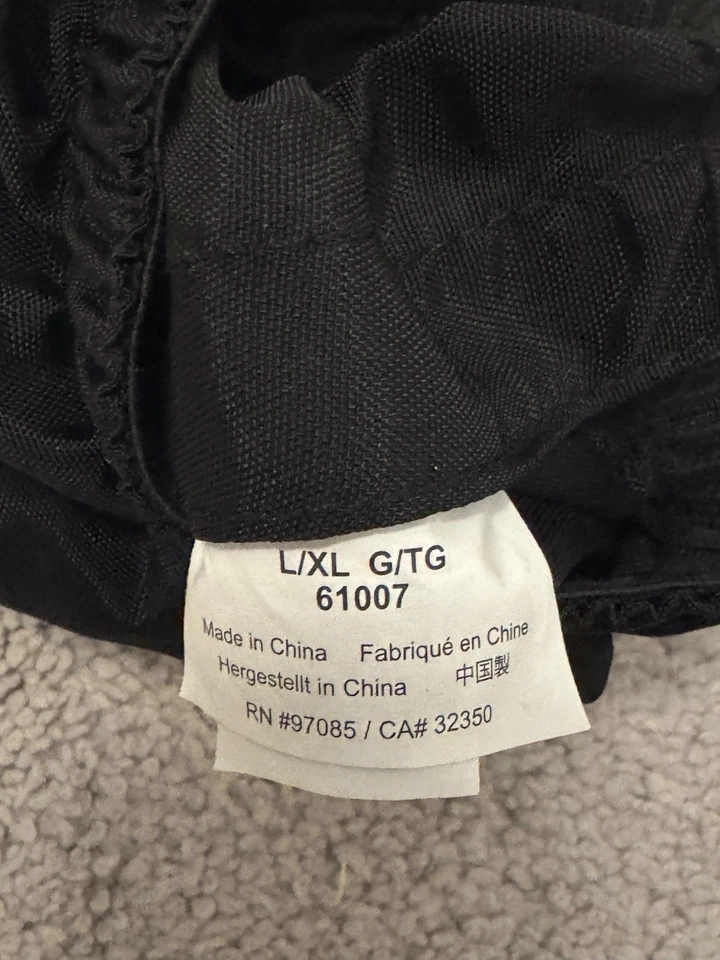 L/XL G/TG
61007
Made in China Fabriqué en Chine
Hergestellt in China 中国製
RN #97085 / CA# 32350